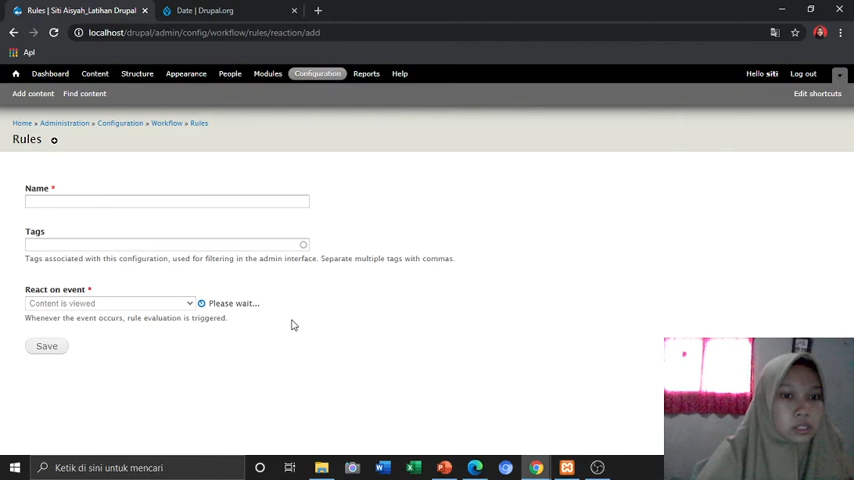 Rules | Siti Aisyah_Latihan Drupal
Date | Drupal.org
localhost/drupal/admin/config/workflow/rules/reaction/add
Apl
Dashboard Content Structure Appearance People Modules Configuration Reports Help
Hello siti Log out
Add content Find content
Edit shortcuts
Home » Administration » Configuration » Workflow » Rules
Rules
Name *
Tags
Tags associated with this configuration, used for filtering in the admin interface. Separate multiple tags with commas.
React on event *
Content is viewed
Please wait...
Whenever the event occurs, rule evaluation is triggered.
Save
Ketik di sini untuk mencari